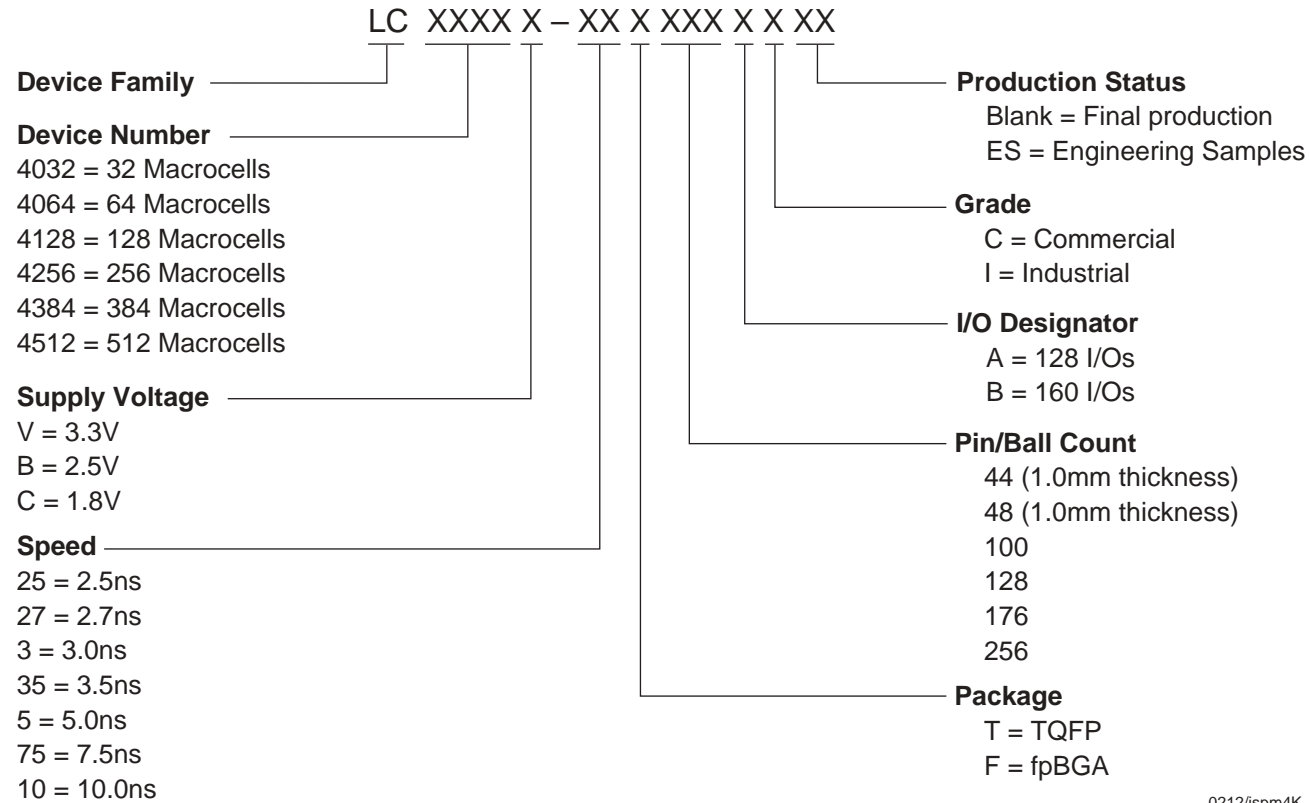 LC XXXX X – XX X XXX X X XX
Device Family
Device Number
4032 = 32 Macrocells
4064 = 64 Macrocells
4128 = 128 Macrocells
4256 = 256 Macrocells
4384 = 384 Macrocells
4512 = 512 Macrocells
Supply Voltage
V = 3.3V
B = 2.5V
C = 1.8V
Speed
25 = 2.5ns
27 = 2.7ns
3 = 3.0ns
35 = 3.5ns
5 = 5.0ns
75 = 7.5ns
10 = 10.0ns
Production Status
Blank = Final production
ES = Engineering Samples
Grade
C = Commercial
I = Industrial
I/O Designator
A = 128 I/Os
B = 160 I/Os
Pin/Ball Count
44 (1.0mm thickness)
48 (1.0mm thickness)
100
128
176
256
Package
T = TQFP
F = fpBGA